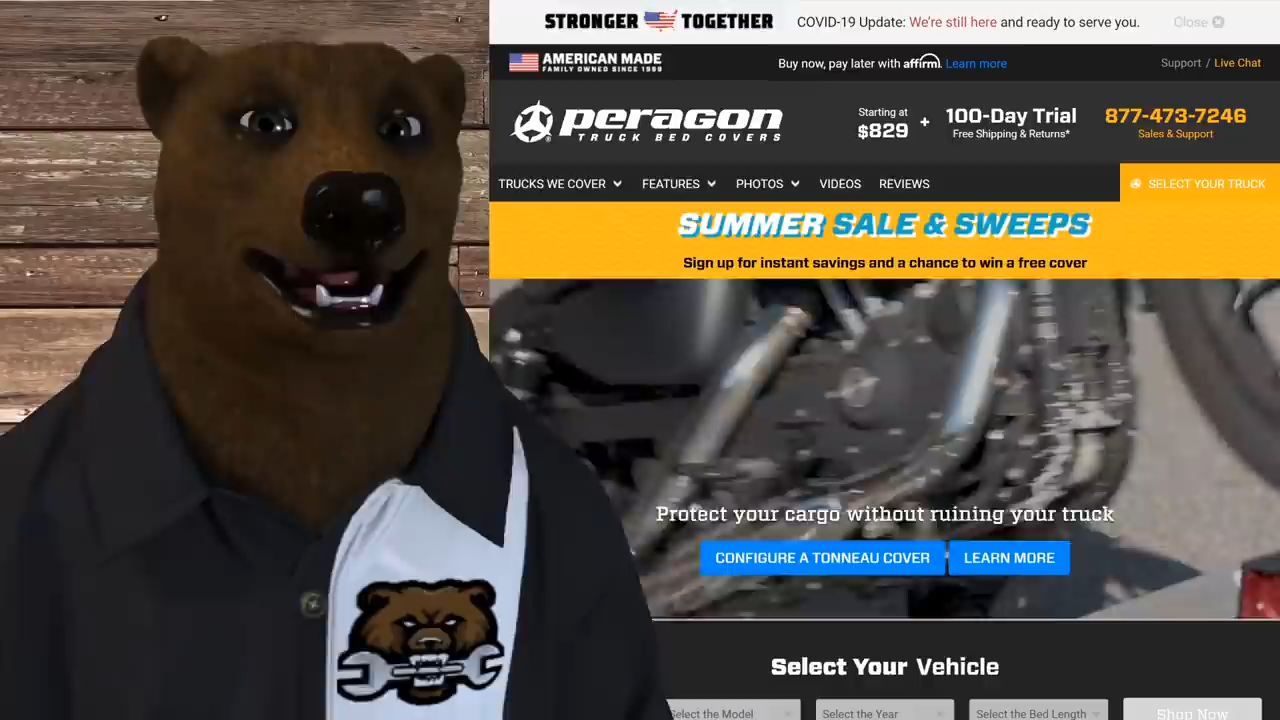 STRONGER TOGETHER
COVID-19 Update: We're still here and ready to serve you.
Close
AMERICAN MADE
FAMILY OWNED SINCE 1999
Buy now, pay later with affirm. Learn more
Support / Live Chat
peragon
TRUCK BED COVERS
Starting at
$829
+
100-Day Trial
Free Shipping & Returns*
877-473-7246
Sales & Support
TRUCKS WE COVER
FEATURES
PHOTOS
VIDEOS
REVIEWS
SELECT YOUR TRUCK
SUMMER SALE & SWEEPS
Sign up for instant savings and a chance to win a free cover
Protect your cargo without ruining your truck
CONFIGURE A TONNEAU COVER
LEARN MORE
Select Your Vehicle
Select the Model
Select the Year
Select the Bed Length
Shop Now